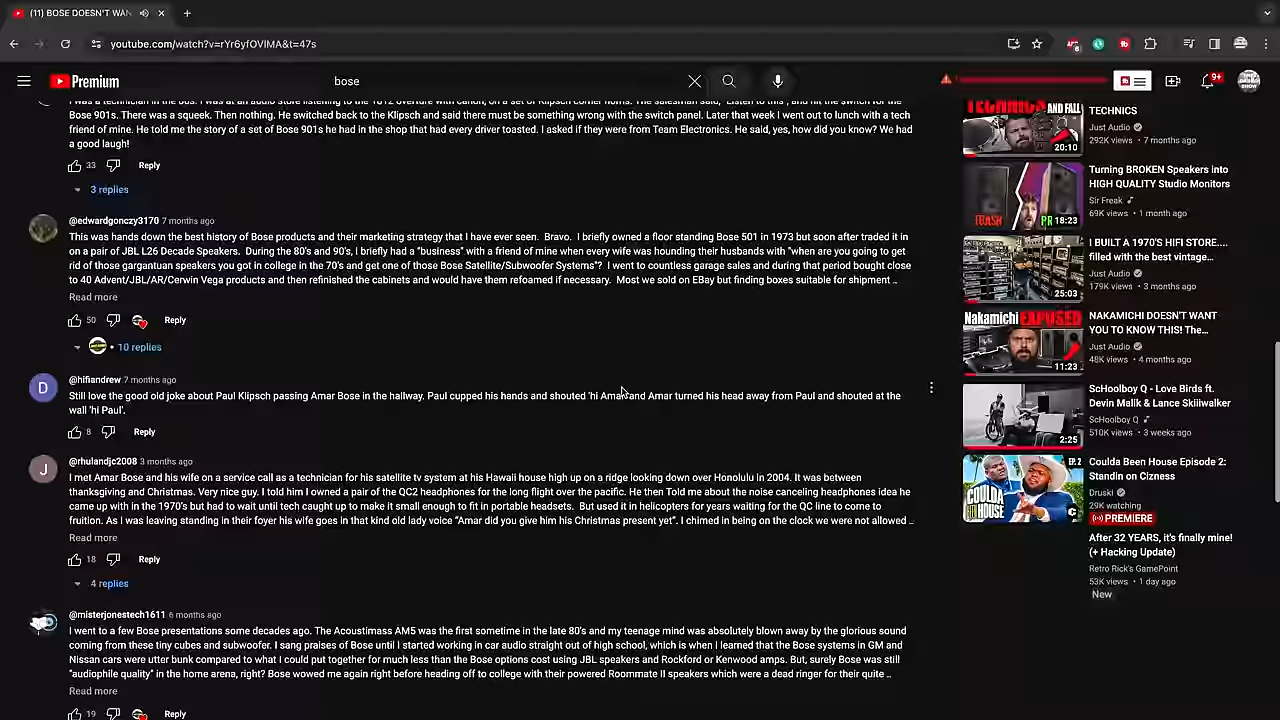 (11) BOSE DOESN'T WAN
youtube.com/watch?v=rYr6yfOVIMA&t=47s
Premium
bose
9+
I was a technician in the 80s. I was at an audio store listening to the 1812 Overture with canon, on a set of Klipsch corner horns. The salesman said, "Listen to this", and hit the switch for the
Bose 901s. There was a squeek. Then nothing. He switched back to the Klipsch and said there must be something wrong with the switch panel. Later that week I went out to lunch with a tech
friend of mine. He told me the story of a set of Bose 901s he had in the shop that had every driver toasted. I asked if they were from Team Electronics. He said, yes, how did you know? We had
a good laugh!
33 Reply
3 replies
@edwardgonczy3170 7 months ago
This was hands down the best history of Bose products and their marketing strategy that I have ever seen. Bravo. I briefly owned a floor standing Bose 501 in 1973 but soon after traded it in
on a pair of JBL L26 Decade Speakers. During the 80's and 90's, I briefly had a "business" with a friend of mine when every wife was hounding their husbands with "when are you going to get
rid of those gargantuan speakers you got in college in the 70's and get one of those Bose Satellite/Subwoofer Systems"? I went to countless garage sales and during that period bought close
to 40 Advent/JBL/AR/Cerwin Vega products and then refinished the cabinets and would have them refoamed if necessary. Most we sold on EBay but finding boxes suitable for shipment ..
Read more
50 Reply
10 replies
D
@hifiandrew 7 months ago
Still love the good old joke about Paul Klipsch passing Amar Bose in the hallway. Paul cupped his hands and shouted 'hi Amar' and Amar turned his head away from Paul and shouted at the
wall 'hi Paul'.
8 Reply
J
@rhulandjc2008 3 months ago
I met Amar Bose and his wife on a service call as a technician for his satellite tv system at his Hawaii house high up on a ridge looking down over Honolulu in 2004. It was between
thanksgiving and Christmas. Very nice guy. I told him I owned a pair of the QC2 headphones for the long flight over the pacific. He then Told me about the noise canceling headphones idea he
came up with in the 1970's but had to wait until tech caught up to make it small enough to fit in portable headsets. But used it in helicopters for years waiting for the QC line to come to
fruition. As I was leaving standing in their foyer his wife goes in that kind old lady voice "Amar did you give him his Christmas present yet". I chimed in being on the clock we were not allowed ..
Read more
18 Reply
4 replies
@misterjonestech1611 6 months ago
I went to a few Bose presentations some decades ago. The Acoustimass AM5 was the first sometime in the late 80's and my teenage mind was absolutely blown away by the glorious sound
coming from these tiny cubes and subwoofer. I sang praises of Bose until I started working in car audio straight out of high school, which is when I learned that the Bose systems in GM and
Nissan cars were utter bunk compared to what I could put together for much less than the Bose options cost using JBL speakers and Rockford or Kenwood amps. But, surely Bose was still
"audiophile quality" in the home arena, right? Bose wowed me again right before heading off to college with their powered Roommate II speakers which were a dead ringer for their quite ..
Read more
19 Reply
TECHNICS
AND FALL
20:10
TECHNICS
Just Audio
292K views • 7 months ago
TRASH
PR
18:23
Turning BROKEN Speakers into
HIGH QUALITY Studio Monitors
Sir Freak
69K views • 1 month ago
25:03
I BUILT A 1970'S HIFI STORE....
filled with the best vintage...
Just Audio
179K views • 3 months ago
Nakamichi EXPOSED
11:23
NAKAMICHI DOESN'T WANT
YOU TO KNOW THIS! The...
Just Audio
48K views • 4 months ago
2:25
ScHoolboy Q - Love Birds ft.
Devin Malik & Lance Skiiiwalker
ScHoolboy Q
510K views • 3 weeks ago
EP. 2
COULDA
BEEN
HOUSE
Coulda Been House Episode 2:
Standin on Cizness
Druski
29K watching
PREMIERE
After 32 YEARS, it's finally mine!
(+ Hacking Update)
Retro Rick's GamePoint
53K views • 1 day ago
New